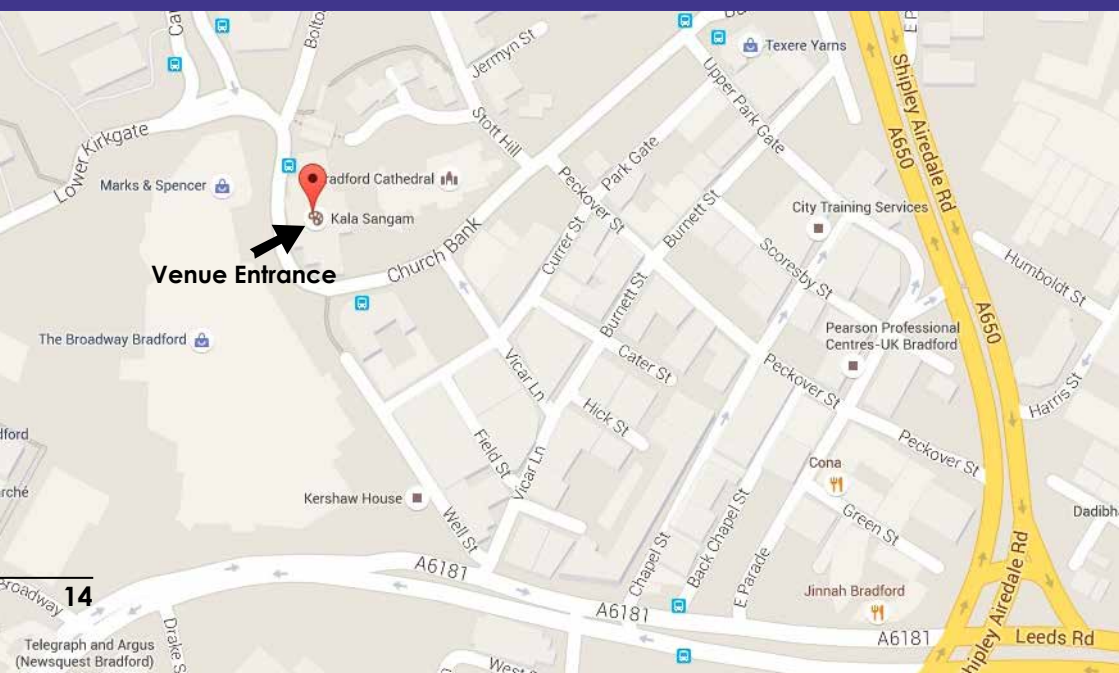 Jermyn St
Texere Yarns
Shipley Airedale Rd
A650
Upper Park Gate
Stott Hill
Lower Kirkgate
Marks & Spencer
radford Cathedral
Park Gate
Peckover St
Burnett St
City Training Services
Kala Sangam
Church Bank
Currer St
Scoresby St
Humboldt St
Venue Entrance
Burnett St
A650
The Broadway Bradford
Pearson Professional
Centres-UK Bradford
Vicar Ln
Cater St
Peckover St
Harris St
Hick St
dford
Field St
Vicar Ln
Peckover St
Cona
rché
Kershaw House
Well St
Back Chapel St
Green St
Dadibh
A6181
Chapel St
E Parade
Jinnah Bradford
Shipley Airedale Rd
roadway
14
A6181
A6181
Leeds Rd
Telegraph and Argus
(Newsquest Bradford)
Drake S